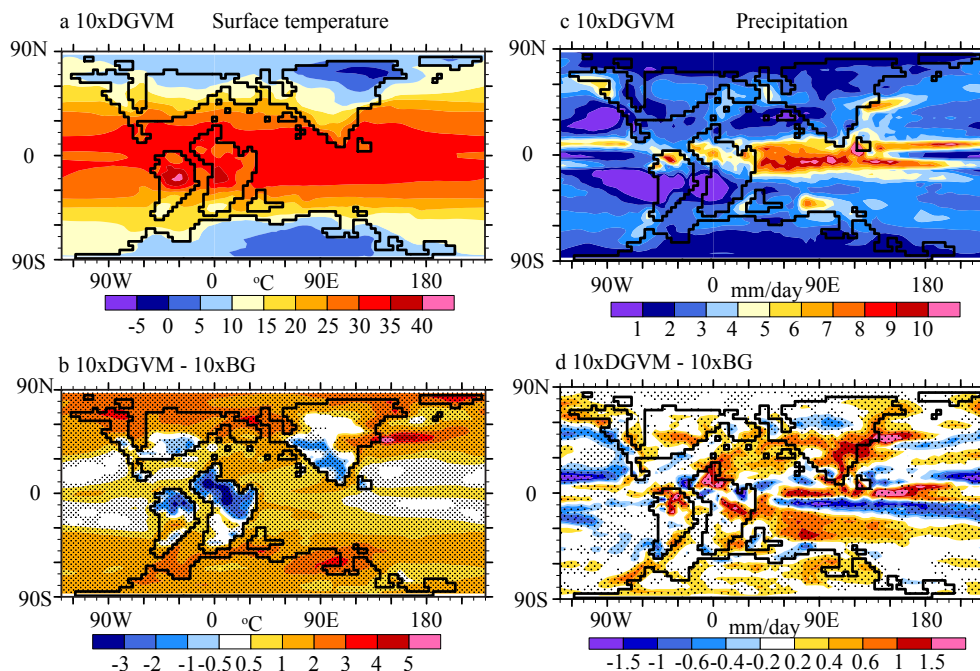 a 10xDGVM Surface temperature
90N
0
90S
90W 0 90E 180
°C
-5 0 5 10 15 20 25 30 35 40
c 10xDGVM Precipitation
90N
0
90S
90W 0 90E 180
mm/day
1 2 3 4 5 6 7 8 9 10
b 10xDGVM - 10xBG
90N
0
90S
90W 0 90E 180
°C
-3 -2 -1 -0.5 0.5 1 2 3 4 5
d 10xDGVM - 10xBG
90N
0
90S
90W 0 90E 180
mm/day
-1.5 -1 -0.6 -0.4 -0.2 0.2 0.4 0.6 1 1.5